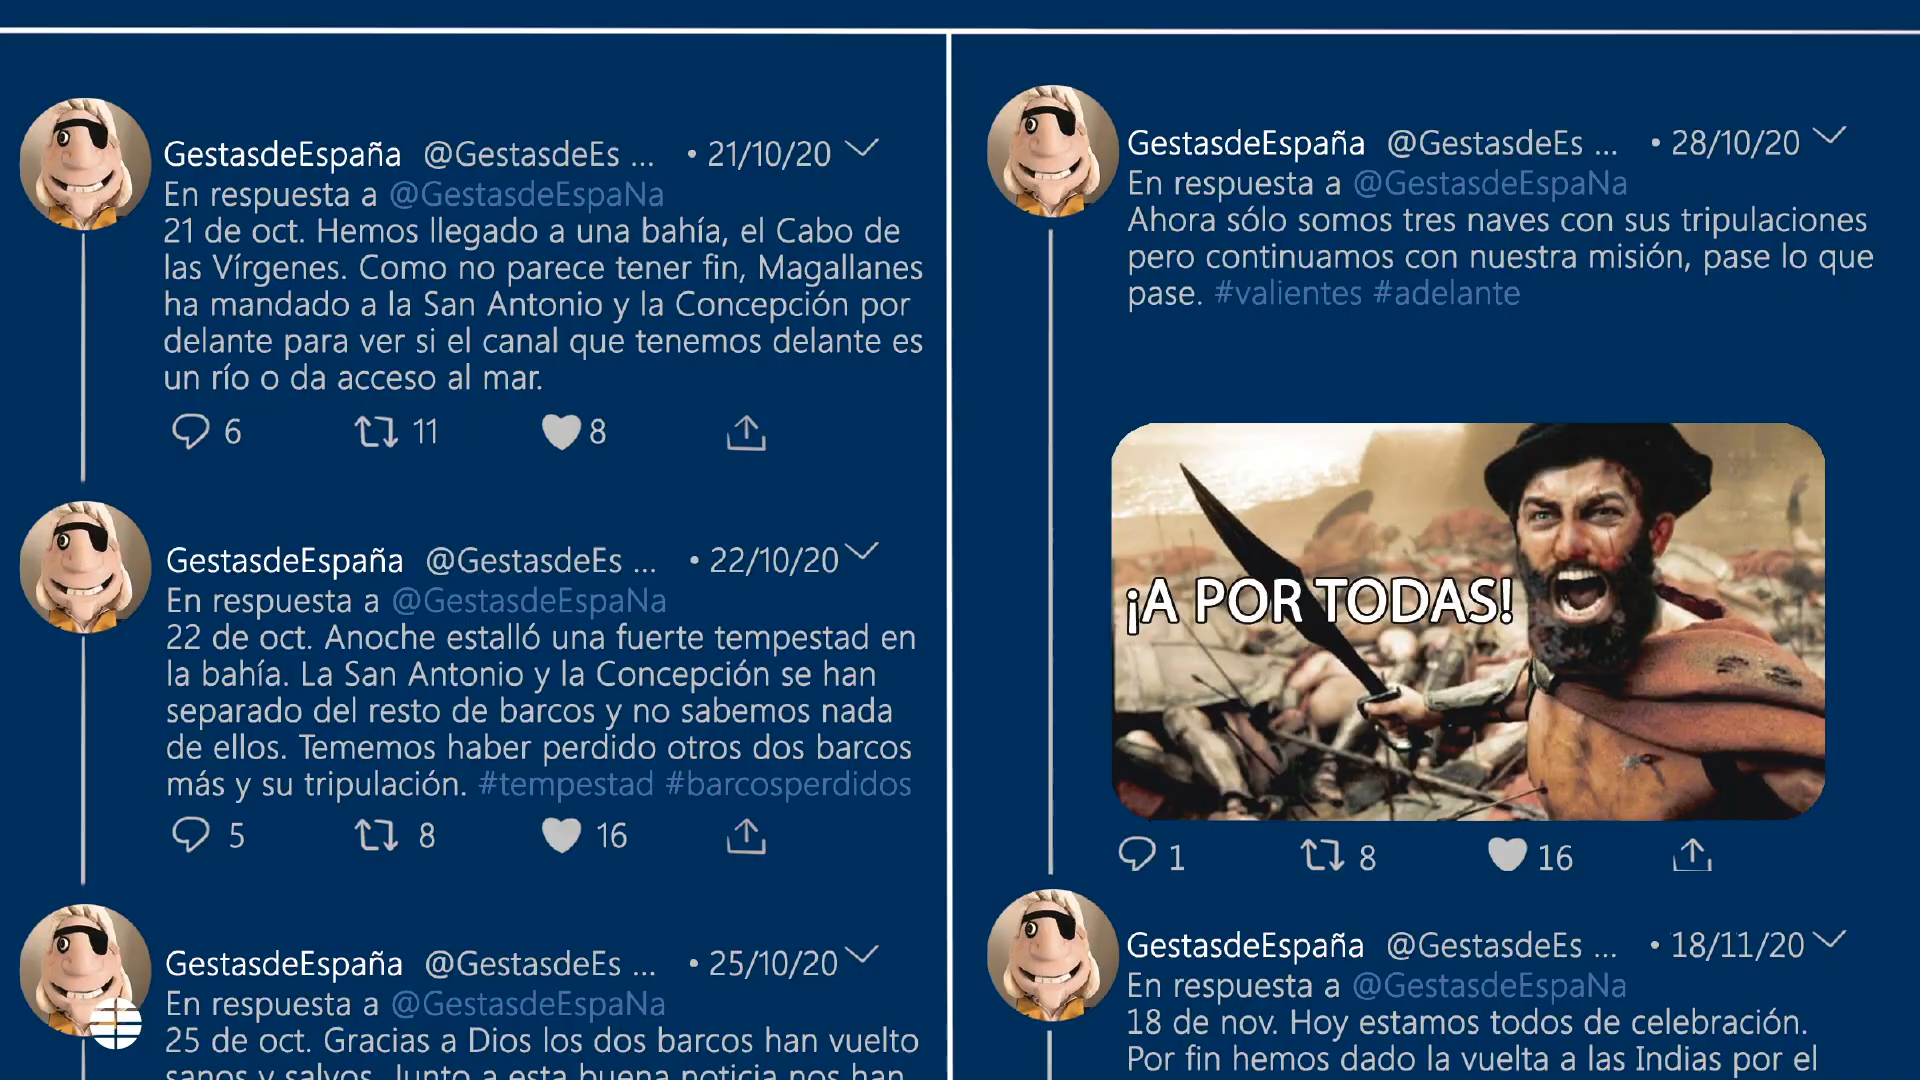 GestasdeEspaña @GestasdeEs ... • 21/10/20
En respuesta a @GestasdeEspaNa
21 de oct. Hemos llegado a una bahía, el Cabo de
las Vírgenes. Como no parece tener fin, Magallanes
ha mandado a la San Antonio y la Concepción por
delante para ver si el canal que tenemos delante es
un río o da acceso al mar.
6 11 8
GestasdeEspaña @GestasdeEs ... • 22/10/20
En respuesta a @GestasdeEspaNa
22 de oct. Anoche estalló una fuerte tempestad en
la bahía. La San Antonio y la Concepción se han
separado del resto de barcos y no sabemos nada
de ellos. Tememos haber perdido otros dos barcos
más y su tripulación. #tempestad #barcosperdidos
5 8 16
GestasdeEspaña @GestasdeEs ... • 25/10/20
En respuesta a @GestasdeEspaNa
25 de oct. Gracias a Dios los dos barcos han vuelto
sanos y salvos. Junto a esta buena noticia nos han
GestasdeEspaña @GestasdeEs ... • 28/10/20
En respuesta a @GestasdeEspaNa
Ahora sólo somos tres naves con sus tripulaciones
pero continuamos con nuestra misión, pase lo que
pase. #valientes #adelante
¡A POR TODAS!
1 8 16
GestasdeEspaña @GestasdeEs ... • 18/11/20
En respuesta a @GestasdeEspaNa
18 de nov. Hoy estamos todos de celebración.
Por fin hemos dado la vuelta a las Indias por el